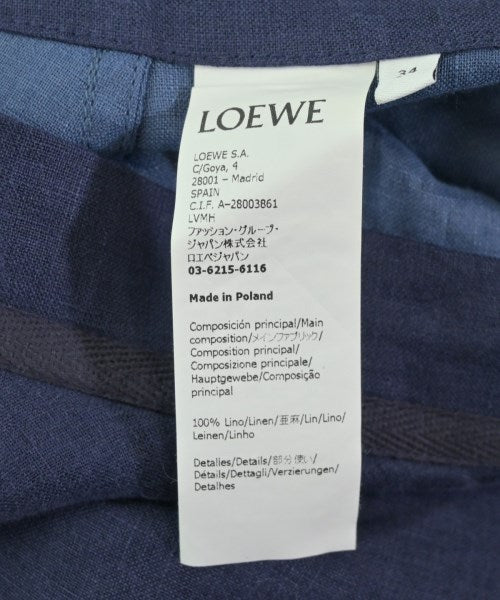 34
LOEWE
LOEWE S.A.
C/Goya, 4
28001 – Madrid
SPAIN
C.I.F. A-28003861
LVMH
ファッション・グループ・
ジャパン株式会社
ロエベジャパン
03-6215-6116
Made in Poland
Composición principal/Main
composition/メインファブリック/
Composition principal/
Composizione principale/
Hauptgewebe/Composição
principal
100% Lino/Linen/亜麻/Lin/Lino/
Leinen/Linho
Detalles/Details/部分使い/
Détails/Dettagli/Verzierungen/
Detalhes